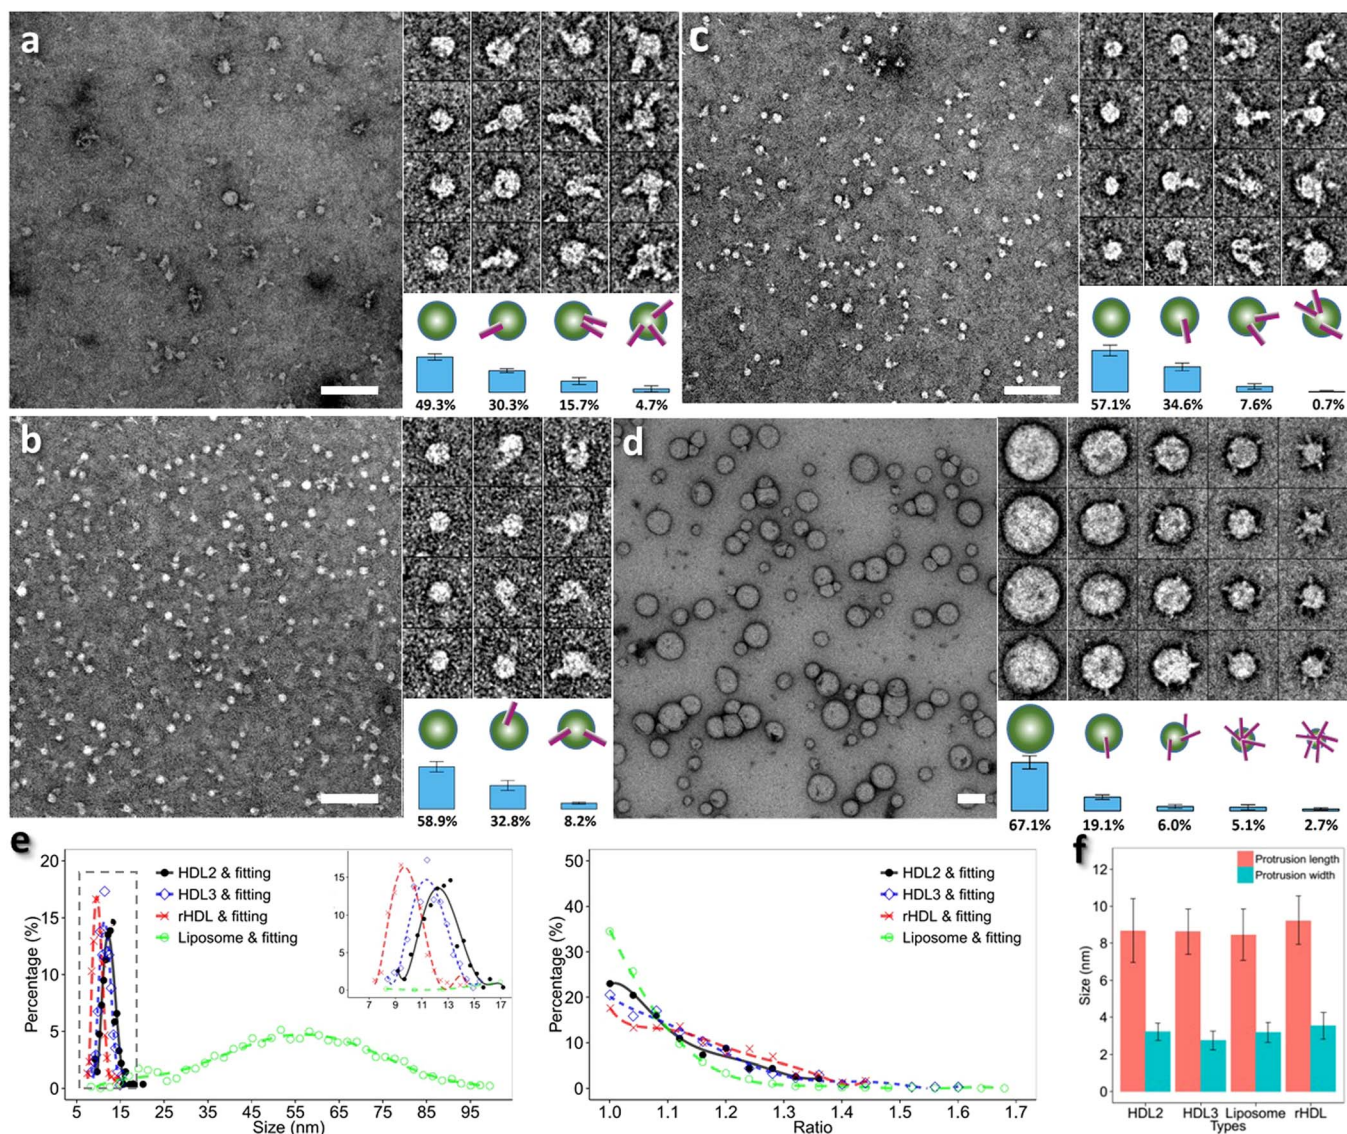 a
c
49.3% 30.3% 15.7% 4.7%
57.1% 34.6% 7.6% 0.7%
b
d
58.9% 32.8% 8.2%
67.1% 19.1% 6.0% 5.1% 2.7%
e
Percentage (%)
20
15
10
5
0
5 15 25 35 45 55 65 75 85 95
Size (nm)
HDL2 & fitting
HDL3 & fitting
rHDL & fitting
Liposome & fitting
15
10
5
0
7 9 11 13 15 17
Percentage (%)
50
40
30
20
10
0
1.0 1.1 1.2 1.3 1.4 1.5 1.6 1.7
Ratio
HDL2 & fitting
HDL3 & fitting
rHDL & fitting
Liposome & fitting
f
Protrusion length
Protrusion width
Size (nm)
12
10
8
6
4
2
0
HDL2 HDL3 Liposome rHDL
Types